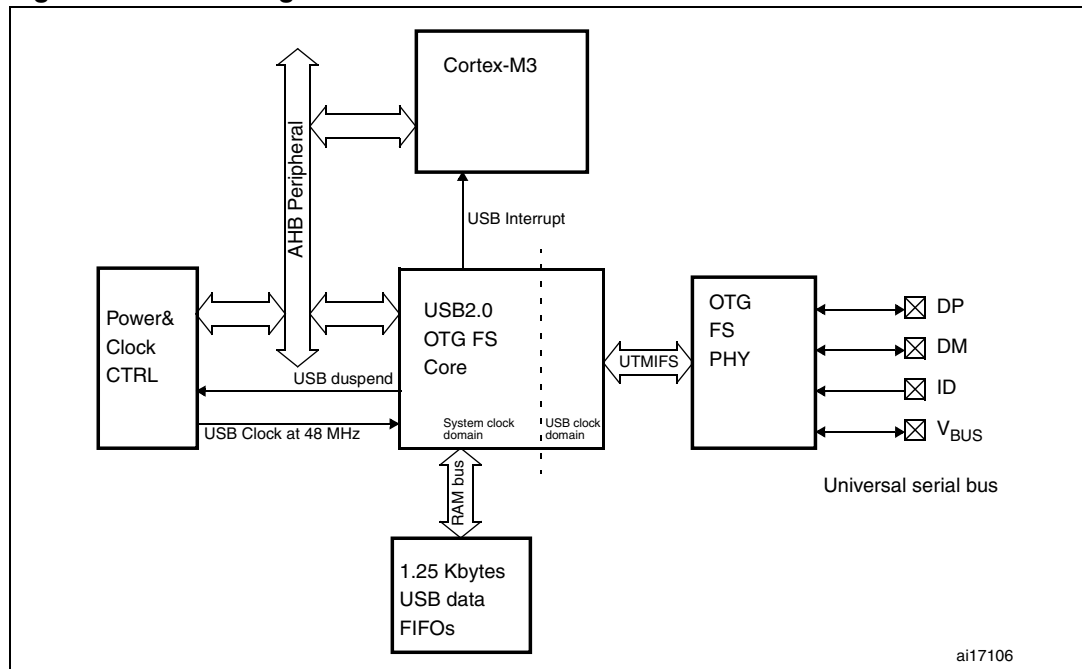 Cortex-M3
AHB Peripheral
USB Interrupt
Power&
Clock
CTRL
USB2.0
OTG FS
Core
System clock
domain
USB clock
domain
USB duspend
USB Clock at 48 MHz
UTMIFS
OTG
FS
PHY
DP
DM
ID
VBUS
Universal serial bus
RAM bus
1.25 Kbytes
USB data
FIFOs
ai17106